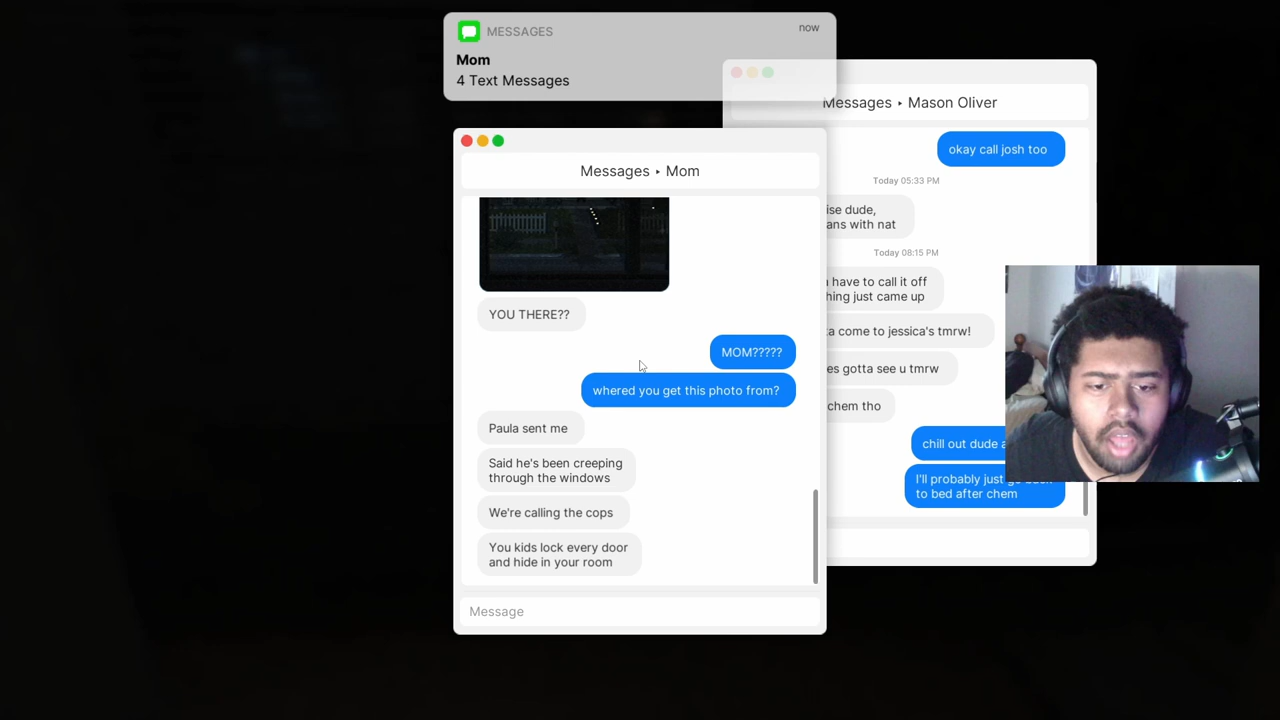 MESSAGES
now
Mom
4 Text Messages
Messages ‣ Mom
YOU THERE??
MOM?????
whered you get this photo from?
Paula sent me
Said he's been creeping
through the windows
We're calling the cops
You kids lock every door
and hide in your room
Message
Messages ‣ Mason Oliver
okay call josh too
Today 05:33 PM
dude,
with nat
Today 08:15 PM
have to call it off
just came up
come to jessica's tmrw!
gotta see u tmrw
chem tho
chill out dude
I'll probably just
to bed after chem